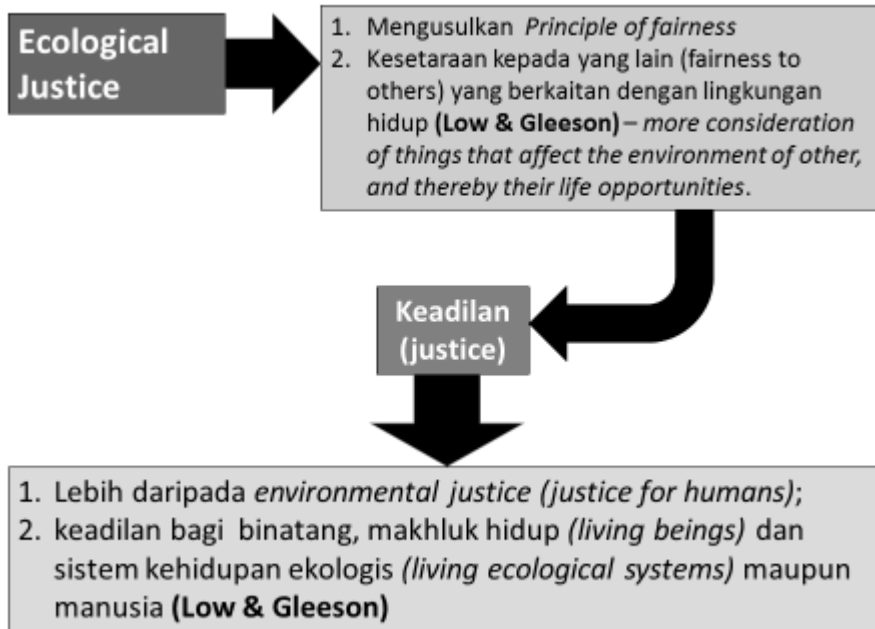 Ecological
Justice
1. Mengusulkan Principle of fairness
2. Kesetaraan kepada yang lain (fairness to
others) yang berkaitan dengan lingkungan
hidup (Low & Gleeson) – more consideration
of things that affect the environment of other,
and thereby their life opportunities.
Keadilan
(justice)
1. Lebih daripada environmental justice (justice for humans);
2. keadilan bagi binatang, makhluk hidup (living beings) dan
sistem kehidupan ekologis (living ecological systems) maupun
manusia (Low & Gleeson)